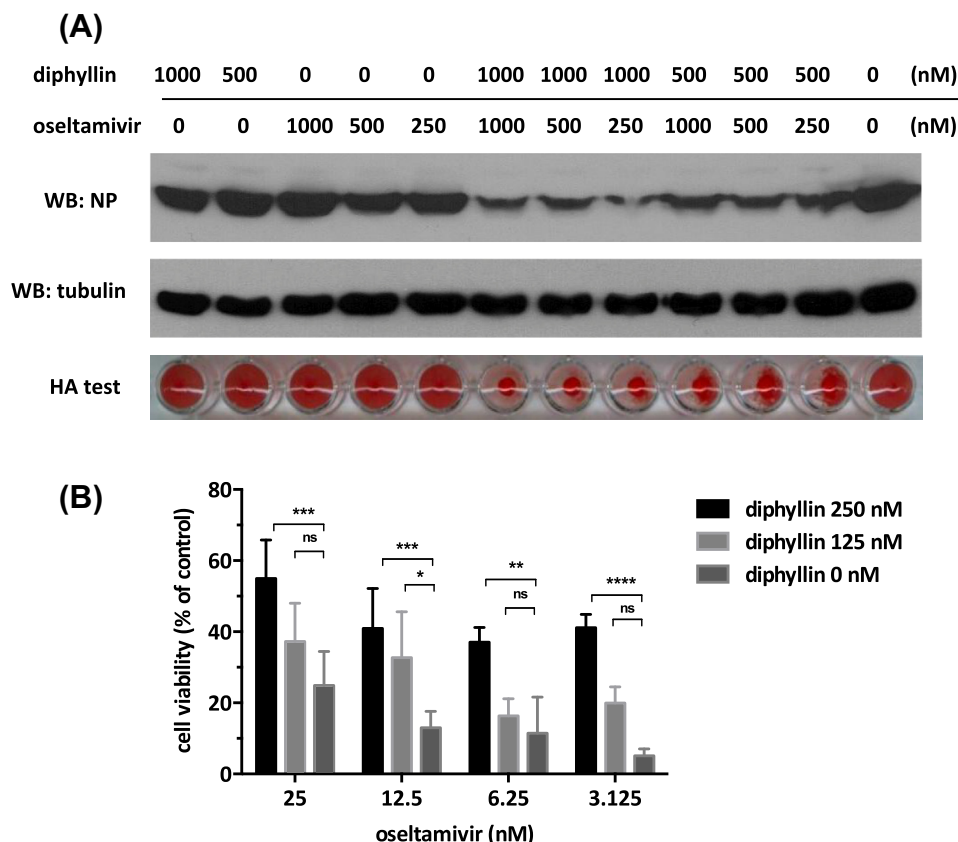 (A)
diphyllin 1000 500 0 0 0 1000 1000 1000 500 500 500 0 (nM)
oseltamivir 0 0 1000 500 250 1000 500 250 1000 500 250 0 (nM)
WB: NP
WB: tubulin
HA test
(B)
cell viability (% of control)
80
60
40
20
0
*** ns
*** *
** ns
**** ns
25 12.5 6.25 3.125
oseltamivir (nM)
diphyllin 250 nM
diphyllin 125 nM
diphyllin 0 nM